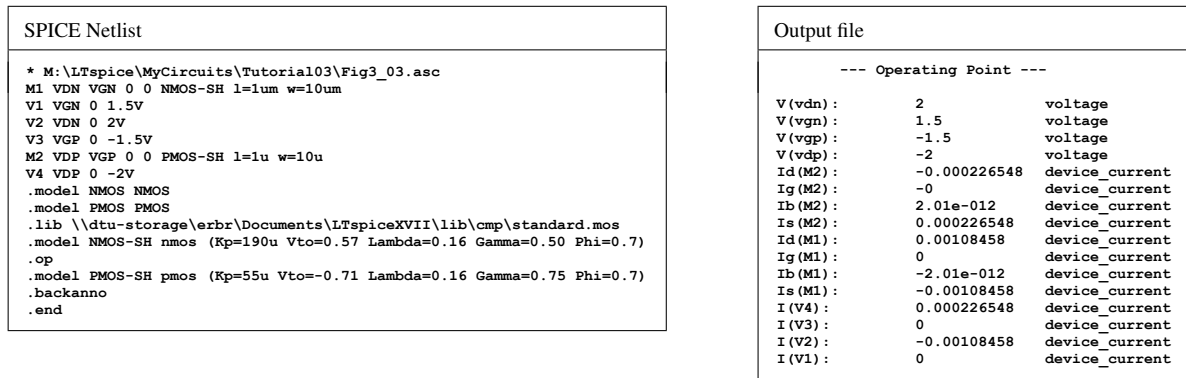 SPICE Netlist
* M:\LTspice\MyCircuits\Tutorial03\Fig3_03.asc
M1 VDN VGN 0 0 NMOS-SH l=1um w=10um
V1 VGN 0 1.5V
V2 VDN 0 2V
V3 VGP 0 -1.5V
M2 VDP VGP 0 0 PMOS-SH l=1u w=10u
V4 VDP 0 -2V
.model NMOS NMOS
.model PMOS PMOS
.lib \\dtu-storage\erbr\Documents\LTspiceXVII\lib\cmp\standard.mos
.model NMOS-SH nmos (Kp=190u Vto=0.57 Lambda=0.16 Gamma=0.50 Phi=0.7)
.op
.model PMOS-SH pmos (Kp=55u Vto=-0.71 Lambda=0.16 Gamma=0.75 Phi=0.7)
.backanno
.end
Output file
--- Operating Point ---
V(vdn): 2 voltage
V(vgn): 1.5 voltage
V(vgp): -1.5 voltage
V(vdp): -2 voltage
Id(M2): -0.000226548 device_current
Ig(M2): -0 device_current
Ib(M2): 2.01e-012 device_current
Is(M2): 0.000226548 device_current
Id(M1): 0.00108458 device_current
Ig(M1): 0 device_current
Ib(M1): -2.01e-012 device_current
Is(M1): -0.00108458 device_current
I(V4): 0.000226548 device_current
I(V3): 0 device_current
I(V2): -0.00108458 device_current
I(V1): 0 device_current